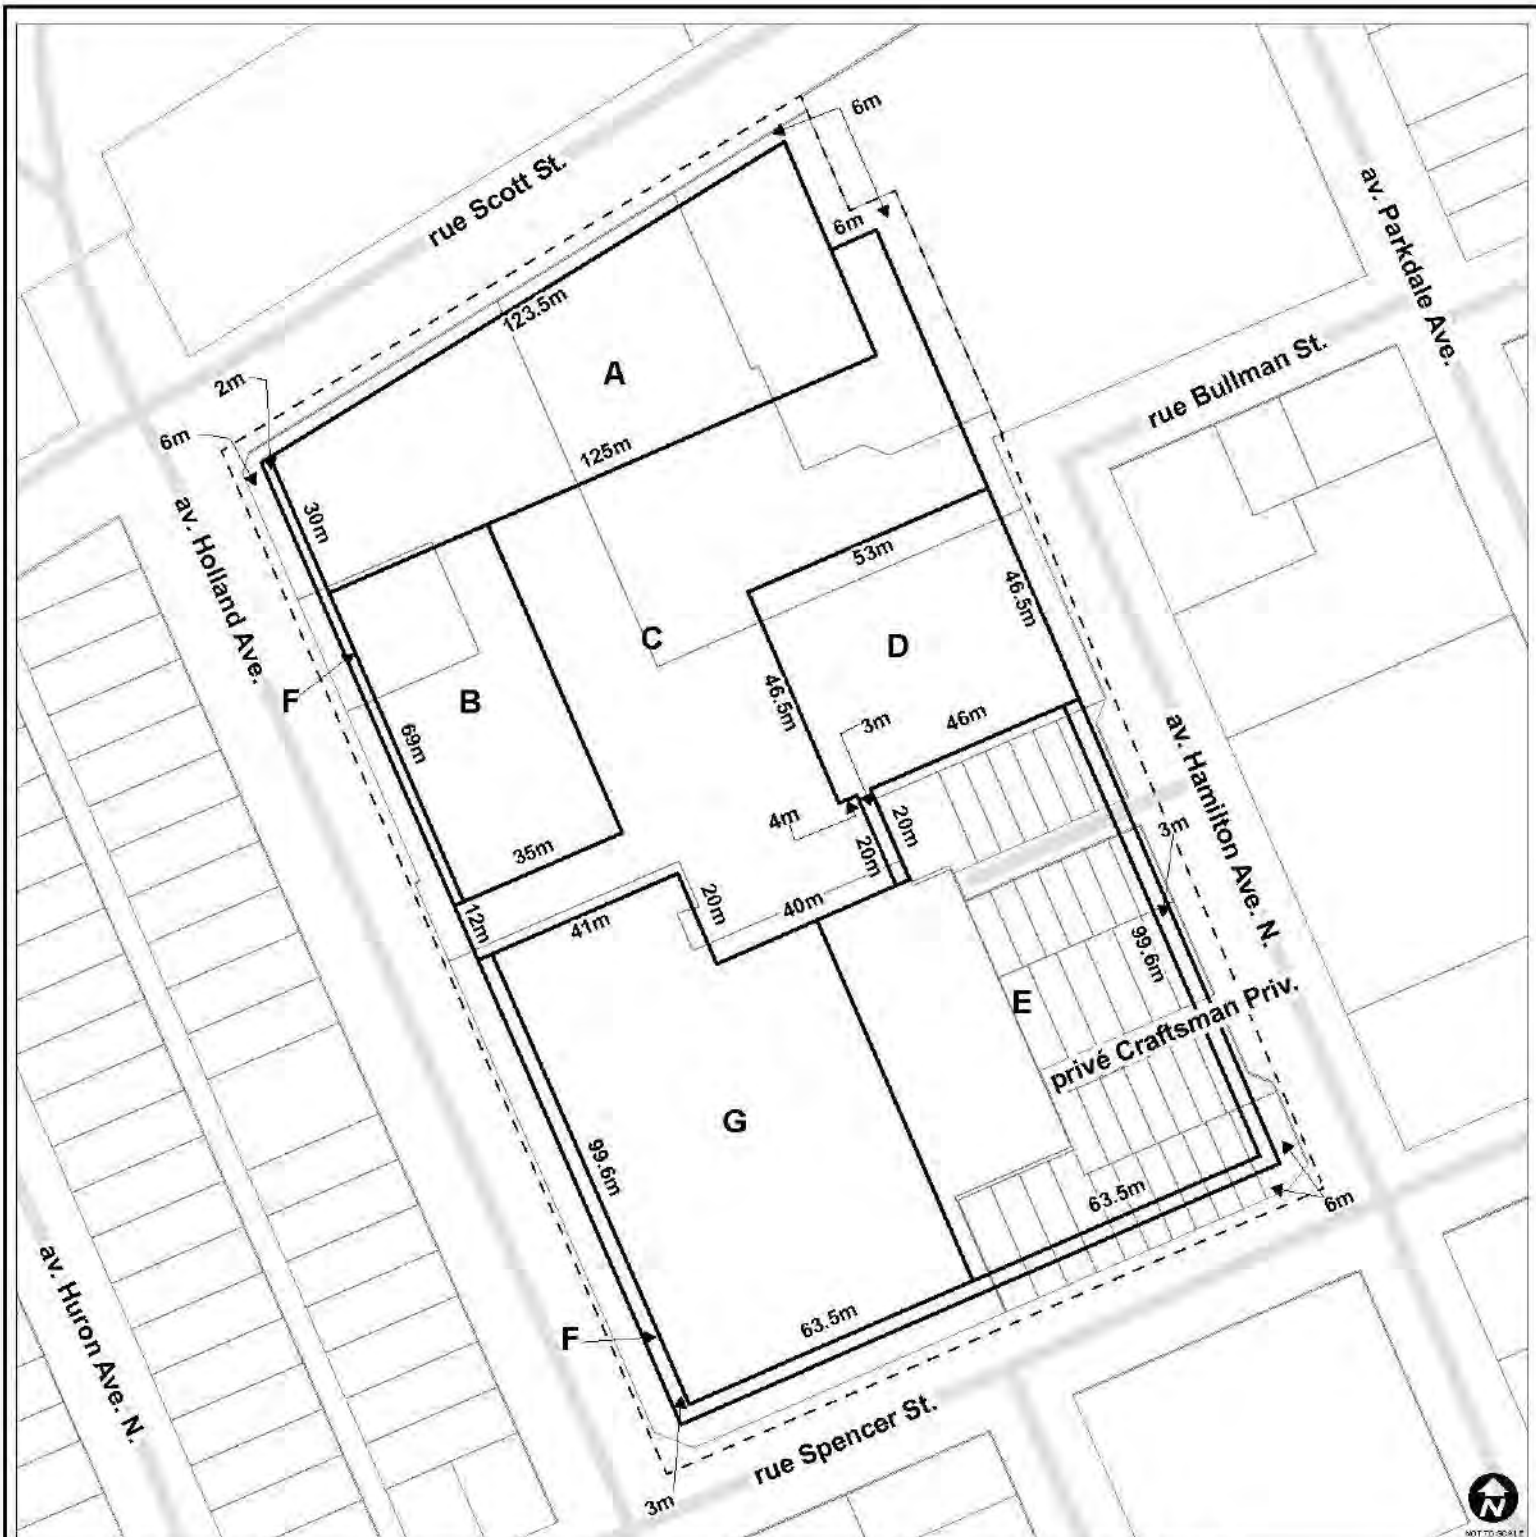 6m
rue Scott St.
6m
av. Parkdale Ave.
123.5m
A
2m
rue Bullman St.
6m
125m
30m
av. Holland Ave.
53m
46.5m
C
D
F
B
46.5m
69m
3m
46m
av. Hamilton Ave. N.
4m
20m
3m
20m
35m
12m
41m
20m
40m
99.6m
E
privé Craftsman Priv.
G
99.6m
63.5m
6m
av. Huron Ave. N.
F
63.5m
rue Spencer St.
3m
N
NOT TO SCALE